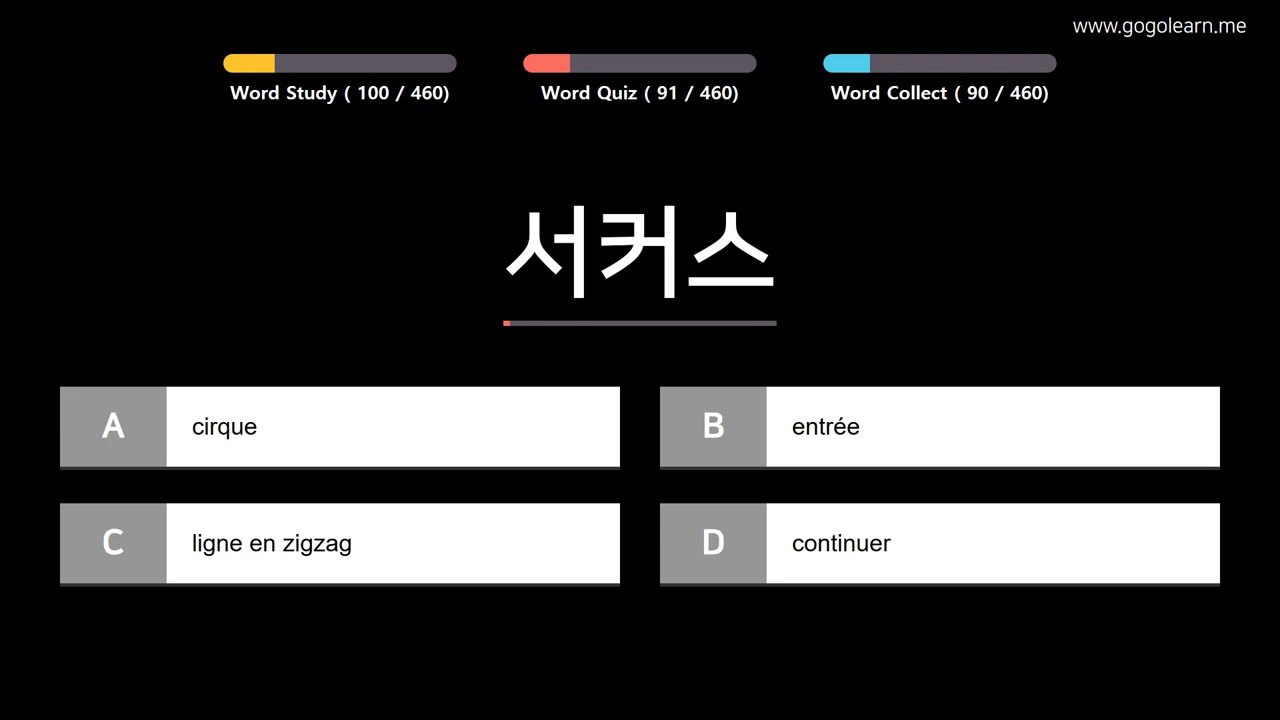 www.gogolearn.me
Word Study ( 100 / 460)
Word Quiz ( 91 / 460)
Word Collect ( 90 / 460)
서커스
A cirque
B entrée
C ligne en zigzag
D continuer